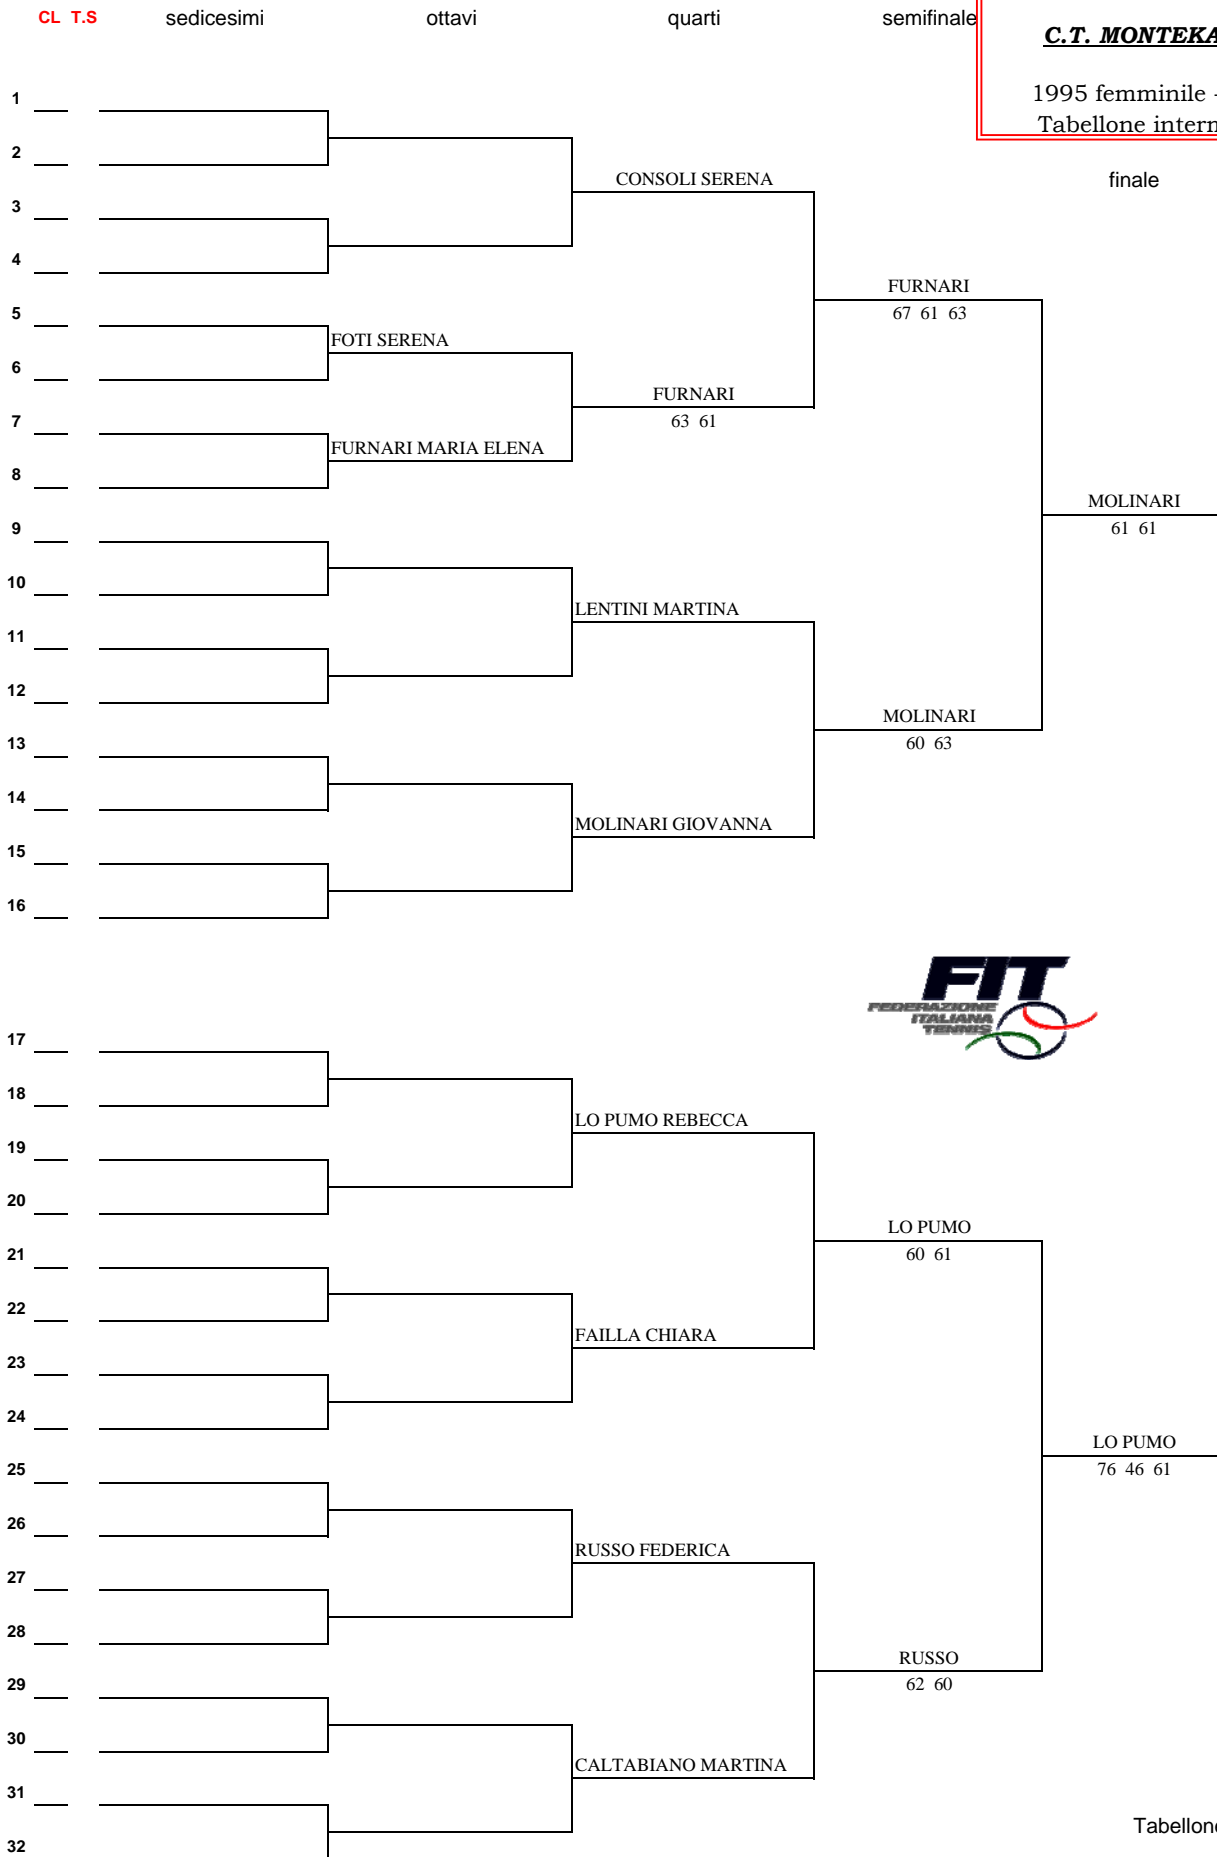 CL T.S sedicesimi ottavi quarti semifinale
C.T. MONTEKA
1995 femminile -
Tabellone intern
finale
1
2
CONSOLI SERENA
3
4
FURNARI
5
67 61 63
FOTI SERENA
6
FURNARI
7
63 61
FURNARI MARIA ELENA
8
MOLINARI
9
61 61
10
LENTINI MARTINA
11
12
MOLINARI
13
60 63
14
MOLINARI GIOVANNA
15
16
FIT
FEDERAZIONE
ITALIANA
TENNIS
17
18
LO PUMO REBECCA
19
20
LO PUMO
21
60 61
22
FAILLA CHIARA
23
24
LO PUMO
25
76 46 61
26
RUSSO FEDERICA
27
28
RUSSO
29
62 60
30
CALTABIANO MARTINA
31
Tabellone
32